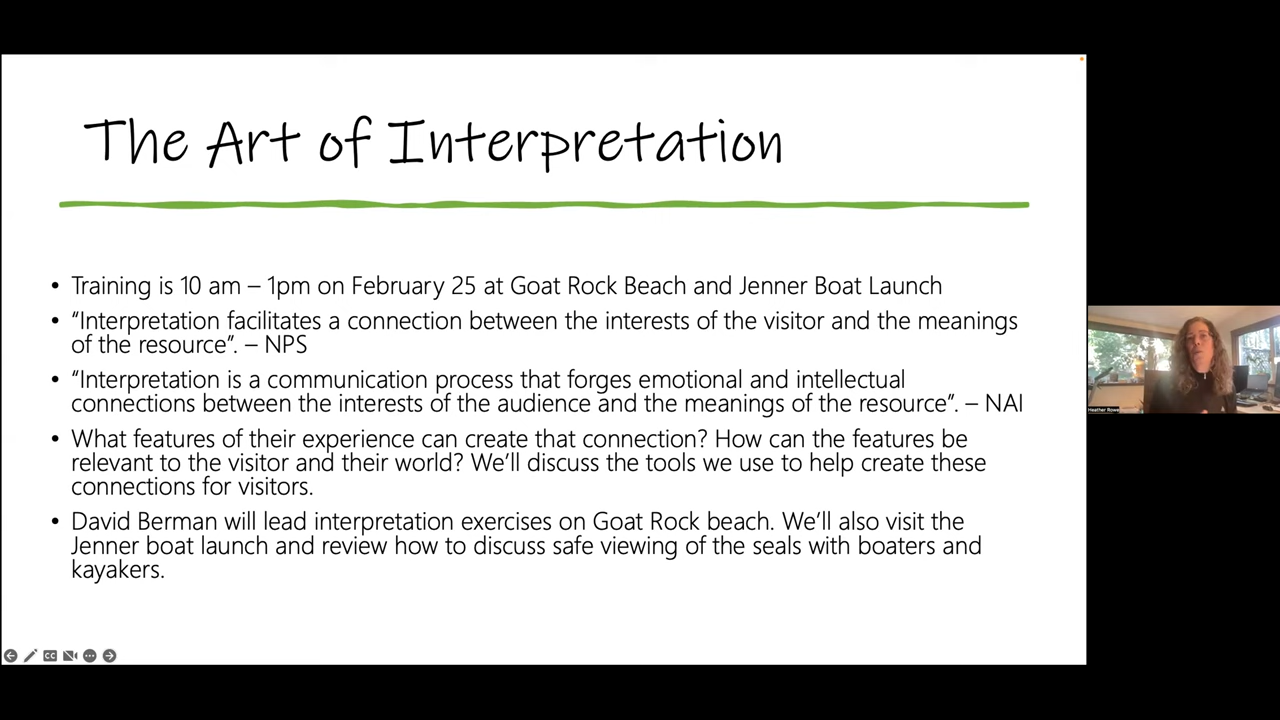 The Art of Interpretation
• Training is 10 am – 1pm on February 25 at Goat Rock Beach and Jenner Boat Launch
• “Interpretation facilitates a connection between the interests of the visitor and the meanings
of the resource”. – NPS
• “Interpretation is a communication process that forges emotional and intellectual
connections between the interests of the audience and the meanings of the resource”. – NAI
• What features of their experience can create that connection? How can the features be
relevant to the visitor and their world? We’ll discuss the tools we use to help create these
connections for visitors.
• David Berman will lead interpretation exercises on Goat Rock beach. We’ll also visit the
Jenner boat launch and review how to discuss safe viewing of the seals with boaters and
kayakers.
CC
Heather Rowe